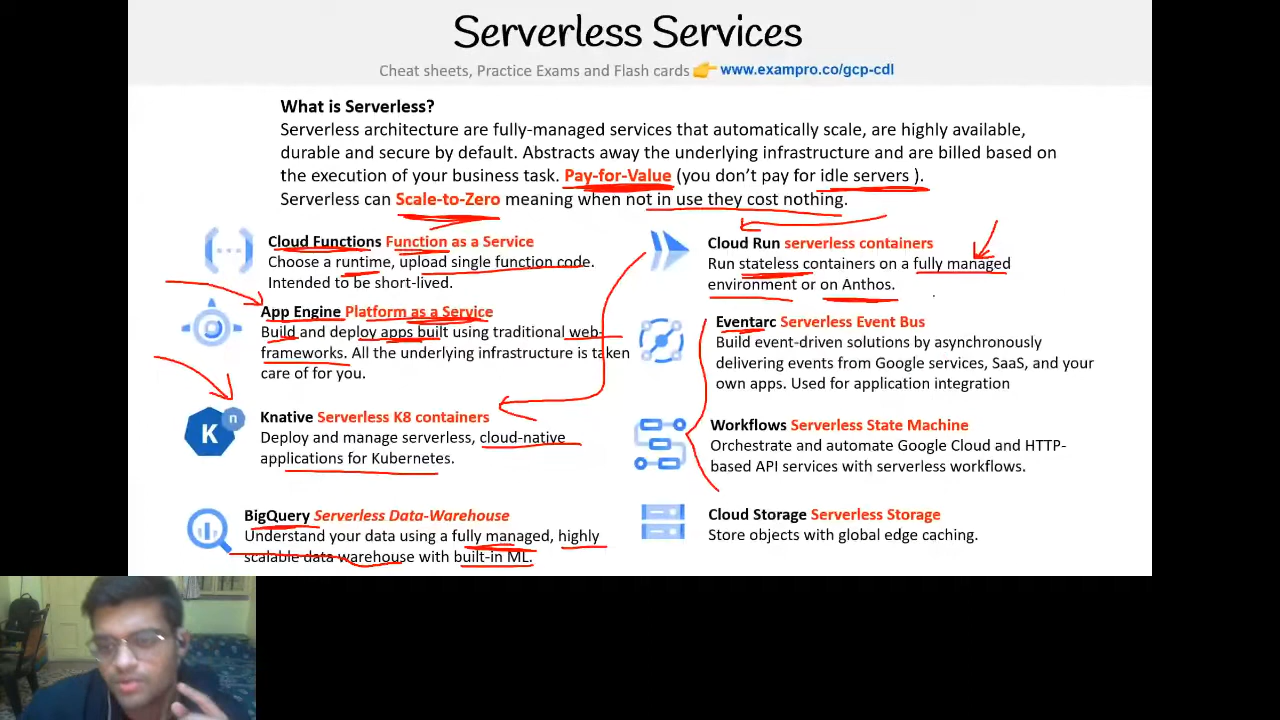 Serverless Services
Cheat sheets, Practice Exams and Flash cards 👉 www.exampro.co/gcp-cdl
What is Serverless?
Serverless architecture are fully-managed services that automatically scale, are highly available,
durable and secure by default. Abstracts away the underlying infrastructure and are billed based on
the execution of your business task. Pay-for-Value (you don't pay for idle servers ).
Serverless can Scale-to-Zero meaning when not in use they cost nothing.
Cloud Functions Function as a Service
Choose a runtime, upload single function code.
Intended to be short-lived.
App Engine Platform as a Service
Build and deploy apps built using traditional web-
frameworks. All the underlying infrastructure is taken
care of for you.
K n
Knative Serverless K8 containers
Deploy and manage serverless, cloud-native
applications for Kubernetes.
BigQuery Serverless Data-Warehouse
Understand your data using a fully managed, highly
scalable data warehouse with built-in ML.
Cloud Run serverless containers
Run stateless containers on a fully managed
environment or on Anthos.
Eventarc Serverless Event Bus
Build event-driven solutions by asynchronously
delivering events from Google services, SaaS, and your
own apps. Used for application integration
Workflows Serverless State Machine
Orchestrate and automate Google Cloud and HTTP-
based API services with serverless workflows.
Cloud Storage Serverless Storage
Store objects with global edge caching.